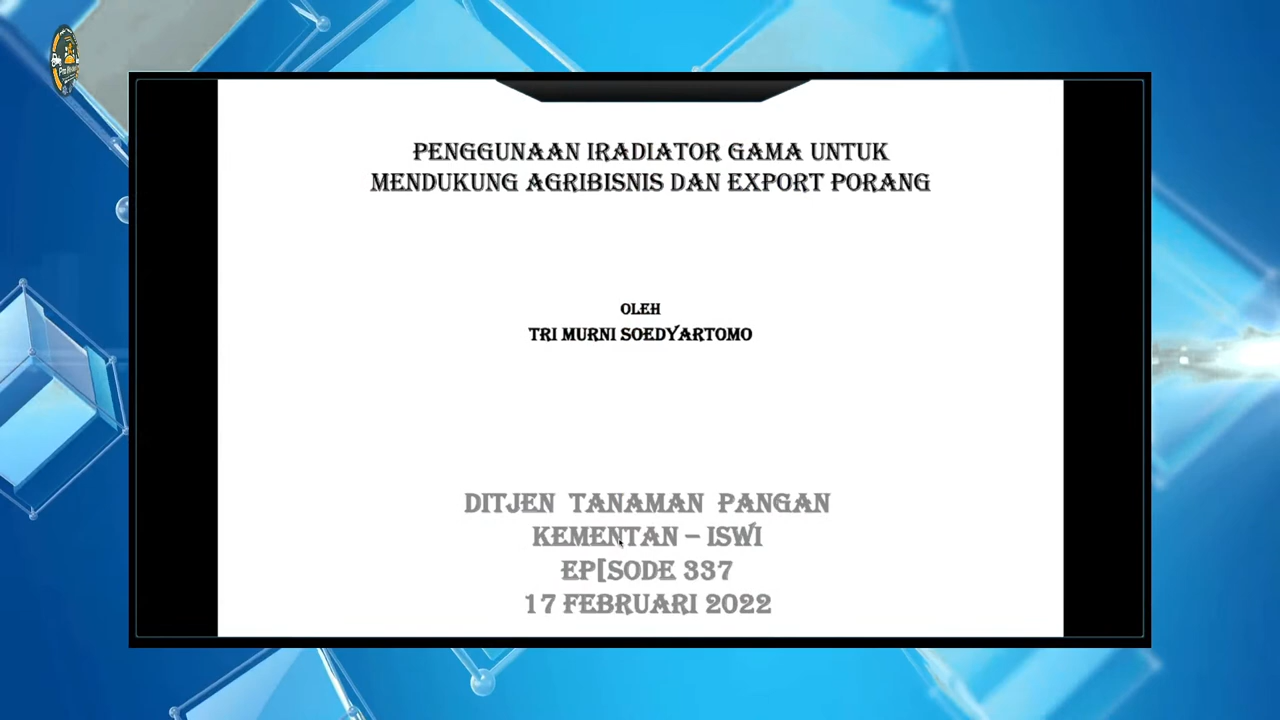 PENGGUNAAN IRADIATOR GAMA UNTUK
MENDUKUNG AGRIBISNIS DAN EXPORT PORANG
OLEH
TRI MURNI SOEDYARTOMO
DITJEN TANAMAN PANGAN
KEMENTAN – ISWI
EP[SODE 337
17 FEBRUARI 2022